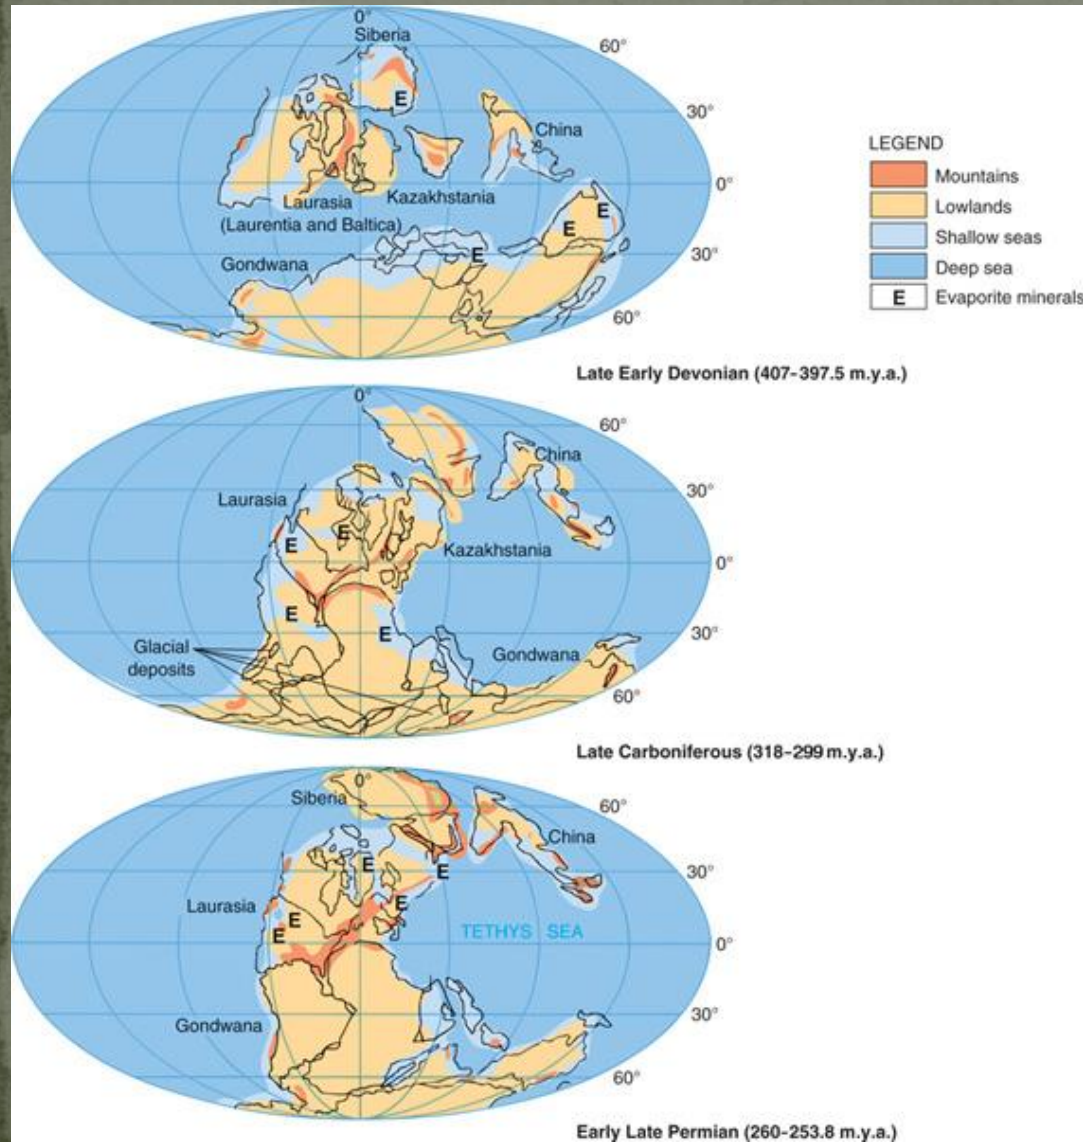 0°
Siberia
60°
E
30°
China
0°
Laurasia
Kazakhstania
(Laurentia and Baltica)
E
E
E
30°
Gondwana
60°
Late Early Devonian (407–397.5 m.y.a.)
LEGEND
Mountains
Lowlands
Shallow seas
Deep sea
E Evaporite minerals
0°
60°
China
Laurasia
30°
E
E
Kazakhstania
0°
E
E
30°
Glacial
deposits
Gondwana
60°
Late Carboniferous (318–299 m.y.a.)
0°
Siberia
60°
China
E
E
30°
Laurasia
E
E
E
TETHYS SEA
0°
Gondwana
30°
60°
Early Late Permian (260–253.8 m.y.a.)